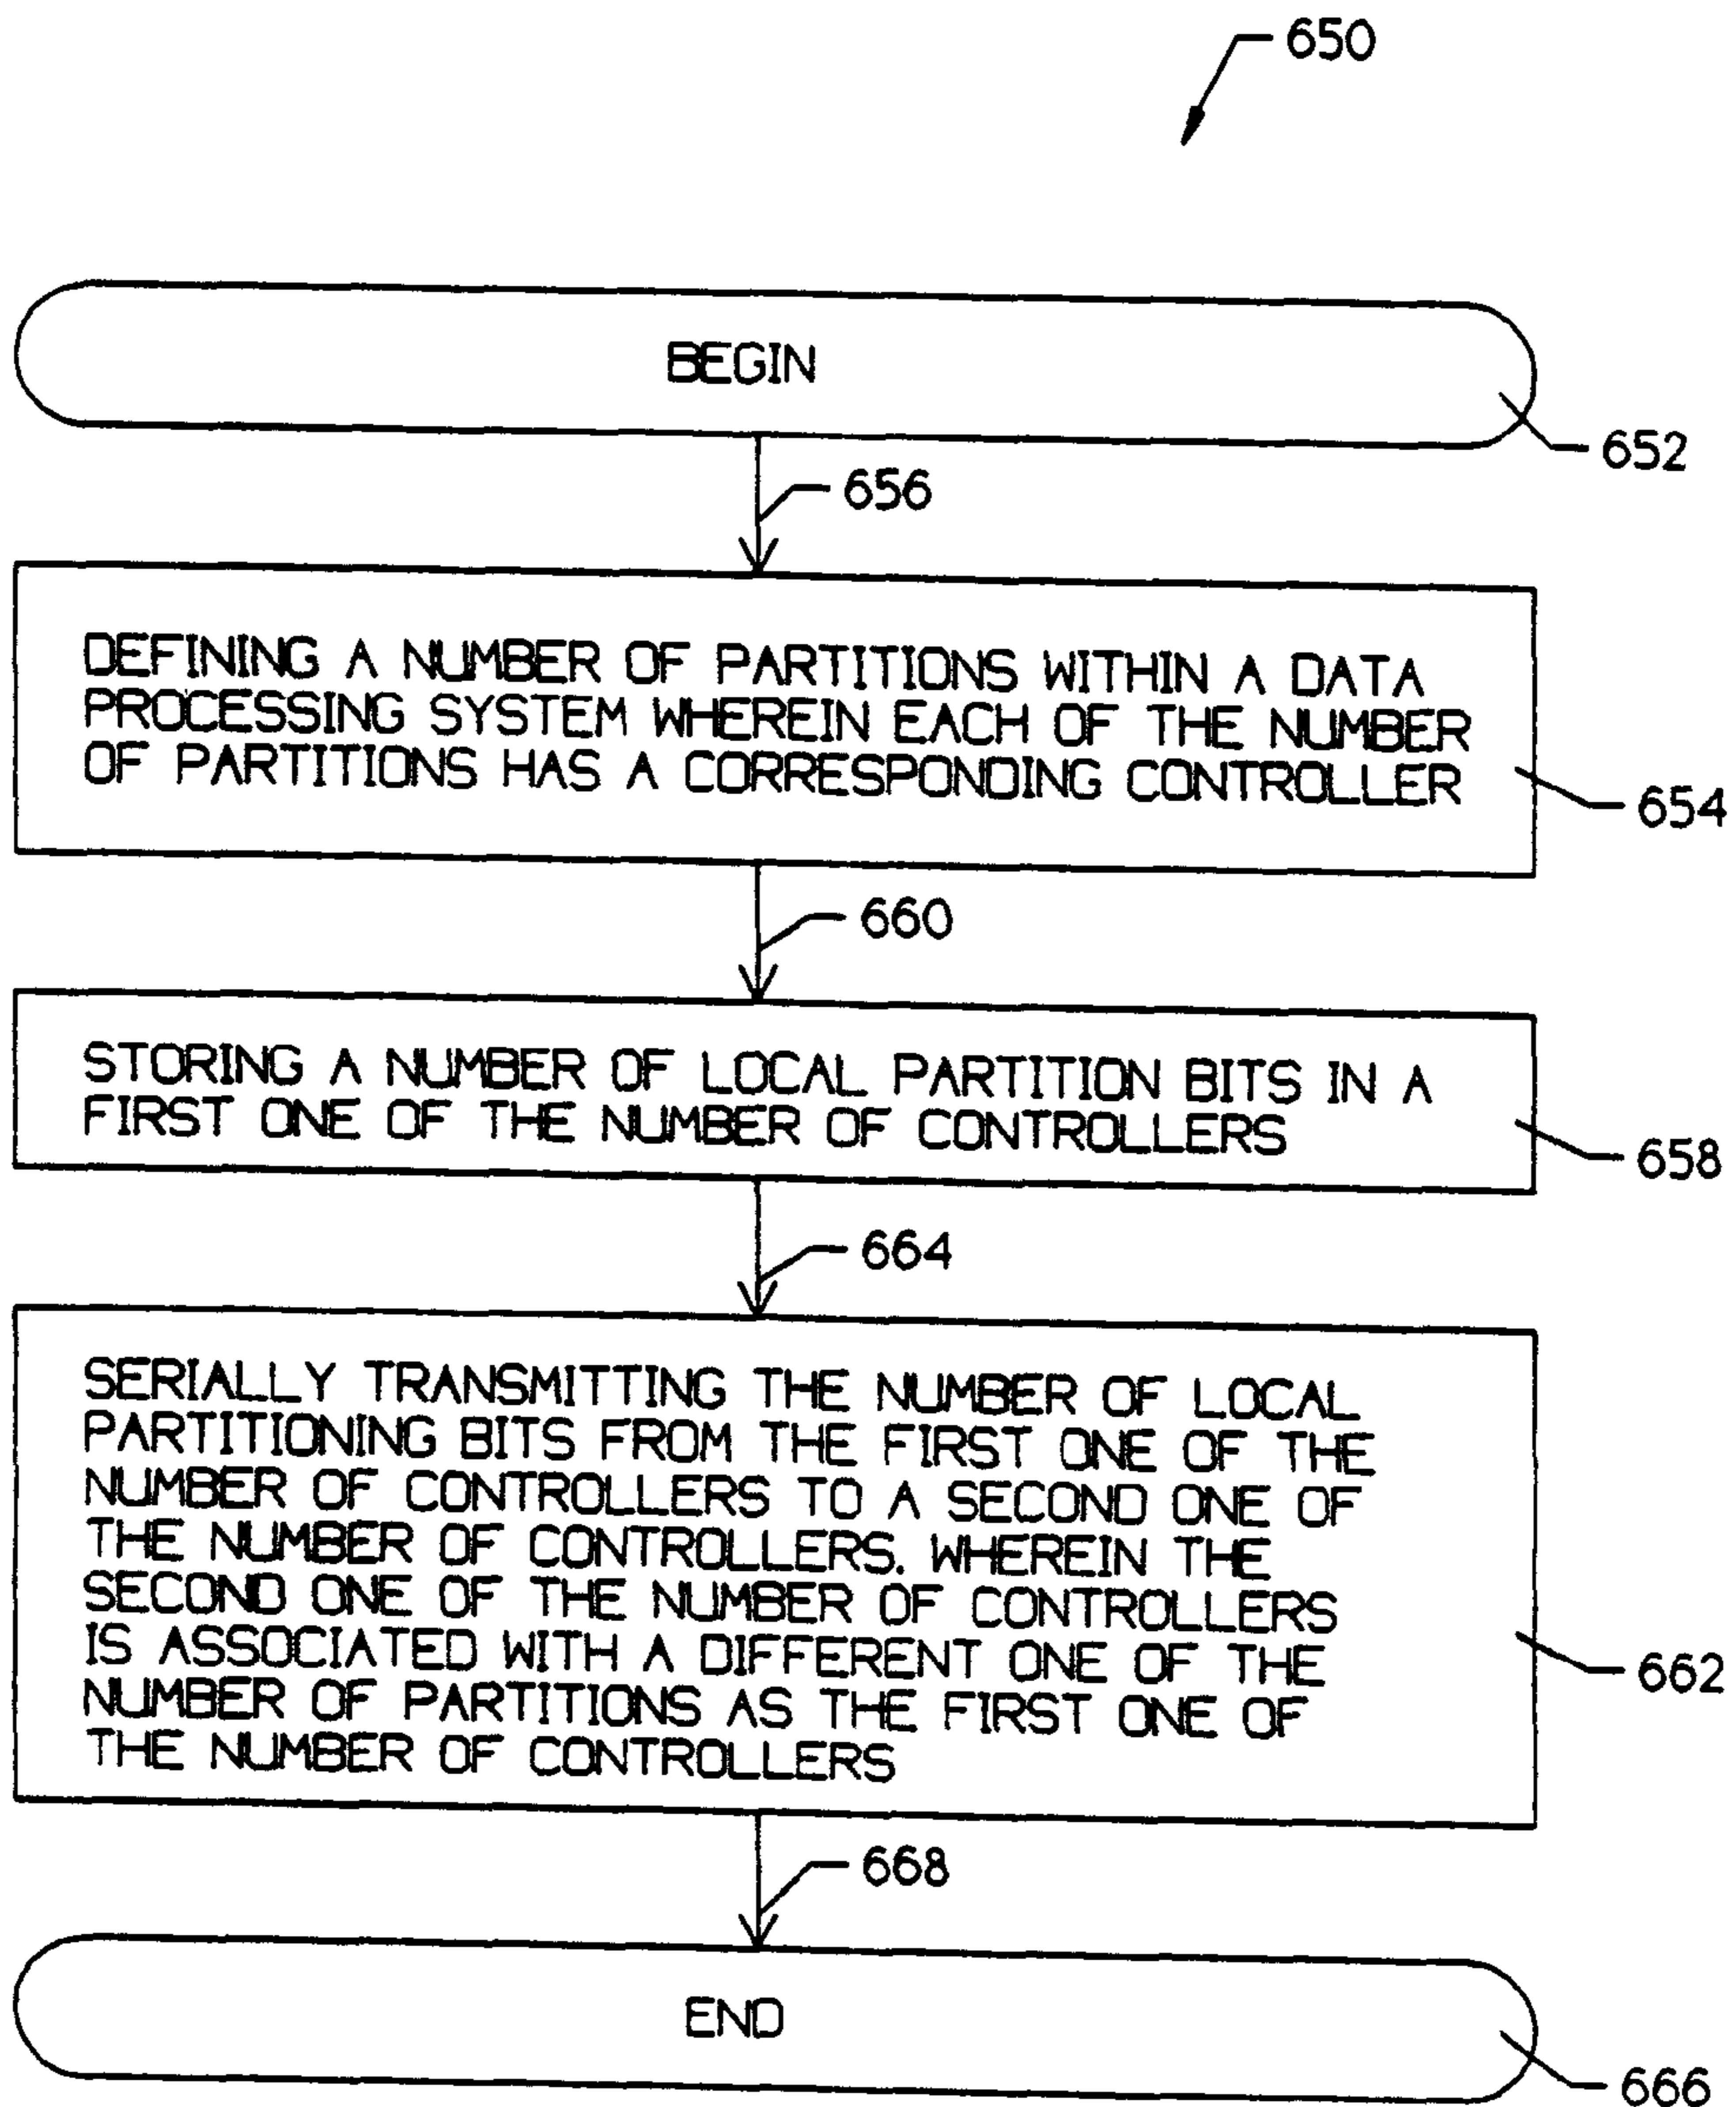 650
BEGIN
652
656
DEFINING A NUMBER OF PARTITIONS WITHIN A DATA
PROCESSING SYSTEM WHEREIN EACH OF THE NUMBER
OF PARTITIONS HAS A CORRESPONDING CONTROLLER
654
660
STORING A NUMBER OF LOCAL PARTITION BITS IN A
FIRST ONE OF THE NUMBER OF CONTROLLERS
658
664
SERIALLY TRANSMITTING THE NUMBER OF LOCAL
PARTITIONING BITS FROM THE FIRST ONE OF THE
NUMBER OF CONTROLLERS TO A SECOND ONE OF
THE NUMBER OF CONTROLLERS. WHEREIN THE
SECOND ONE OF THE NUMBER OF CONTROLLERS
IS ASSOCIATED WITH A DIFFERENT ONE OF THE
NUMBER OF PARTITIONS AS THE FIRST ONE OF
THE NUMBER OF CONTROLLERS
662
668
END
666